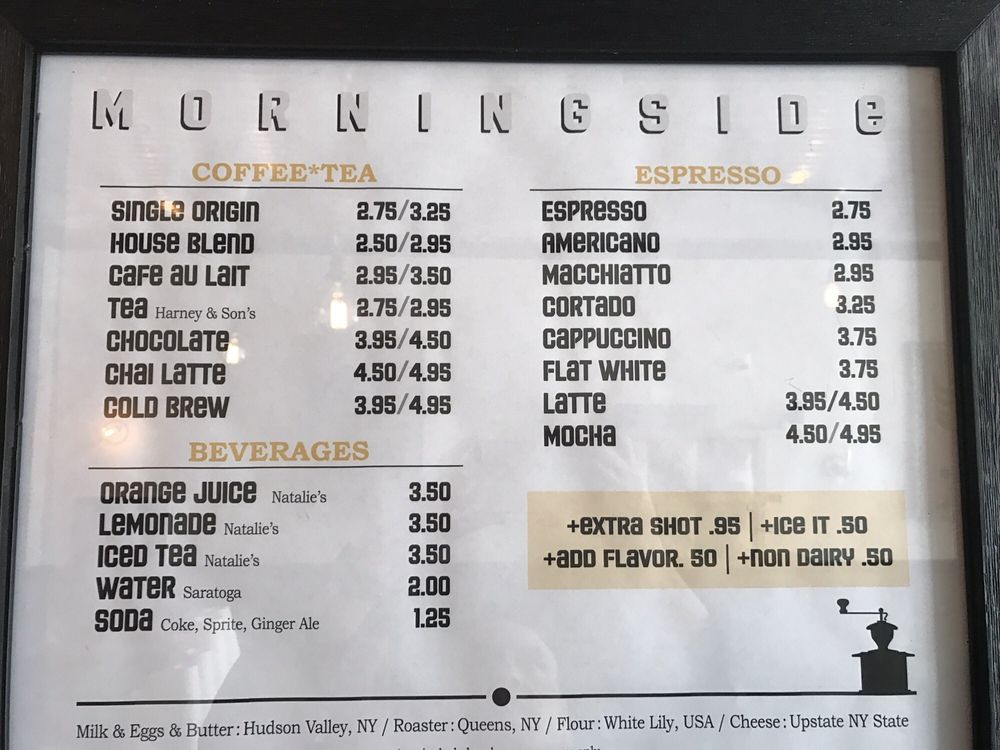 MORNINGSIDE
COFFEE*TEA
SINGLE ORIGIN 2.75/3.25
HOUSE BLEND 2.50/2.95
CAFE AU LAIT 2.95/3.50
TEA Harney & Son's 2.75/2.95
CHOCOLATE 3.95/4.50
CHAI LATTE 4.50/4.95
COLD BREW 3.95/4.95
BEVERAGES
ORANGE JUICE Natalie's 3.50
LEMONADE Natalie's 3.50
ICED TEA Natalie's 3.50
WATER Saratoga 2.00
SODA Coke, Sprite, Ginger Ale 1.25
ESPRESSO
ESPRESSO 2.75
AMERICANO 2.95
MACCHIATTO 2.95
CORTADO 3.25
CAPPUCCINO 3.75
FLAT WHITE 3.75
LATTE 3.95/4.50
MOCHA 4.50/4.95
+EXTRA SHOT .95 | +ICE IT .50
+ADD FLAVOR. 50 | +NON DAIRY .50
Milk & Eggs & Butter: Hudson Valley, NY / Roaster: Queens, NY / Flour: White Lily, USA / Cheese: Upstate NY State